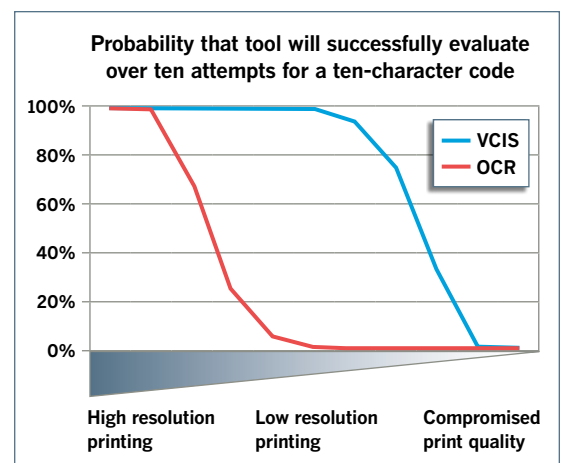 Probability that tool will successfully evaluate
over ten attempts for a ten-character code
100%
80%
60%
40%
20%
0%
VCIS
OCR
High resolution
printing
Low resolution
printing
Compromised
print quality